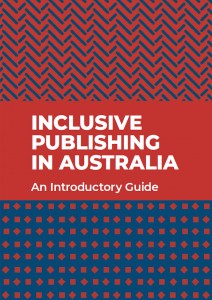 INCLUSIVE
PUBLISHING
IN AUSTRALIA
An Introductory Guide